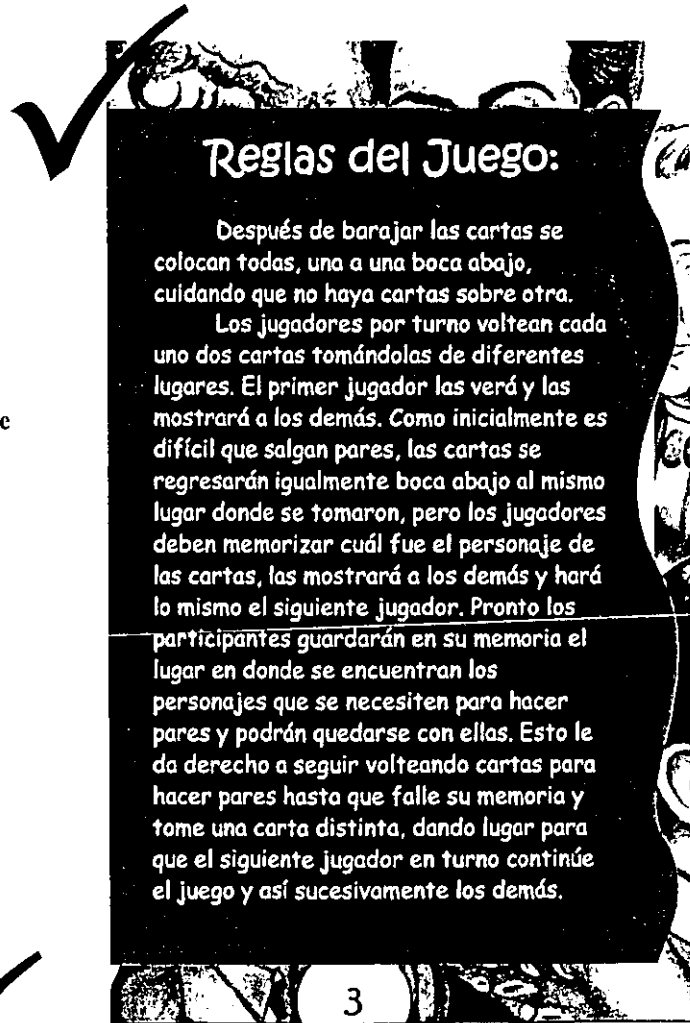 Reglas del Juego:
Después de barajar las cartas se
colocan todas, una a una boca abajo,
cuidando que no haya cartas sobre otra.
Los jugadores por turno voltean cada
uno dos cartas tomándolas de diferentes
lugares. El primer jugador las verá y las
mostrará a los demás. Como inicialmente es
difícil que salgan pares, las cartas se
regresarán igualmente boca abajo al mismo
lugar donde se tomaron, pero los jugadores
deben memorizar cuál fue el personaje de
las cartas, las mostrará a los demás y hará
lo mismo el siguiente jugador. Pronto los
participantes guardarán en su memoria el
lugar en donde se encuentran los
personajes que se necesiten para hacer
pares y podrán quedarse con ellas. Esto le
da derecho a seguir volteando cartas para
hacer pares hasta que falle su memoria y
tome una carta distinta, dando lugar para
que el siguiente jugador en turno continúe
el juego y así sucesivamente los demás.
3
e